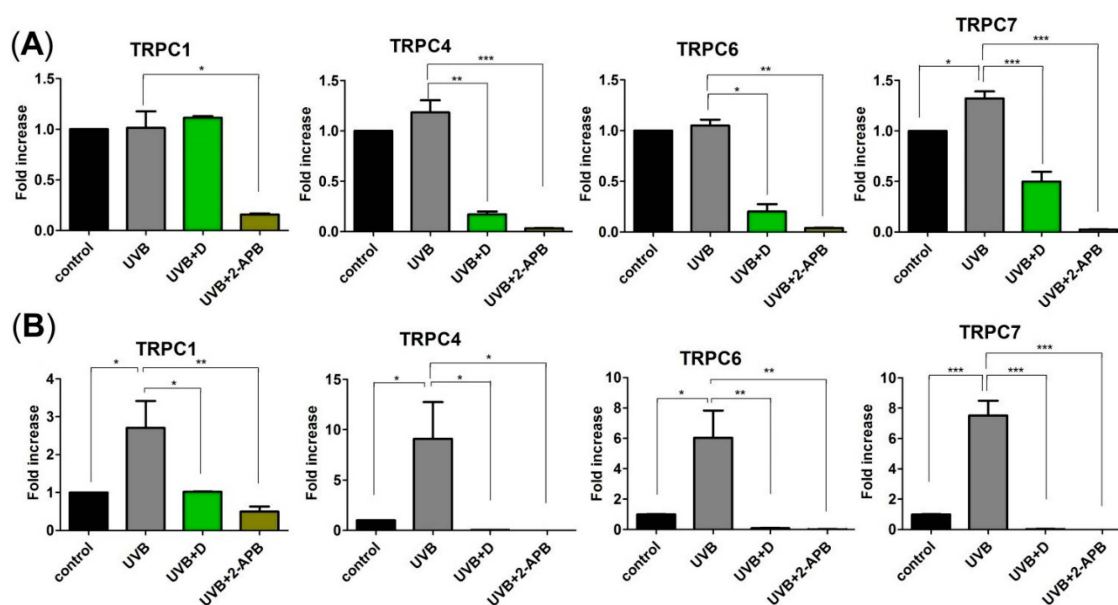 (A)
TRPC1
Fold increase
1.5
1.0
0.5
0.0
*
control
UVB
UVB+D
UVB+2-APB
TRPC4
Fold increase
1.5
1.0
0.5
0.0
***
**
control
UVB
UVB+D
UVB+2-APB
TRPC6
Fold increase
1.5
1.0
0.5
0.0
**
*
control
UVB
UVB+D
UVB+2-APB
TRPC7
Fold increase
1.5
1.0
0.5
0.0
***
* ***
control
UVB
UVB+D
UVB+2-APB
(B)
TRPC1
Fold increase
4
3
2
1
0
* **
*
control
UVB
UVB+D
UVB+2-APB
TRPC4
Fold increase
15
10
5
0
*
* *
control
UVB
UVB+D
UVB+2-APB
TRPC6
Fold increase
10
8
6
4
2
0
**
* **
control
UVB
UVB+D
UVB+2-APB
TRPC7
Fold increase
10
8
6
4
2
0
***
*** ***
control
UVB
UVB+D
UVB+2-APB